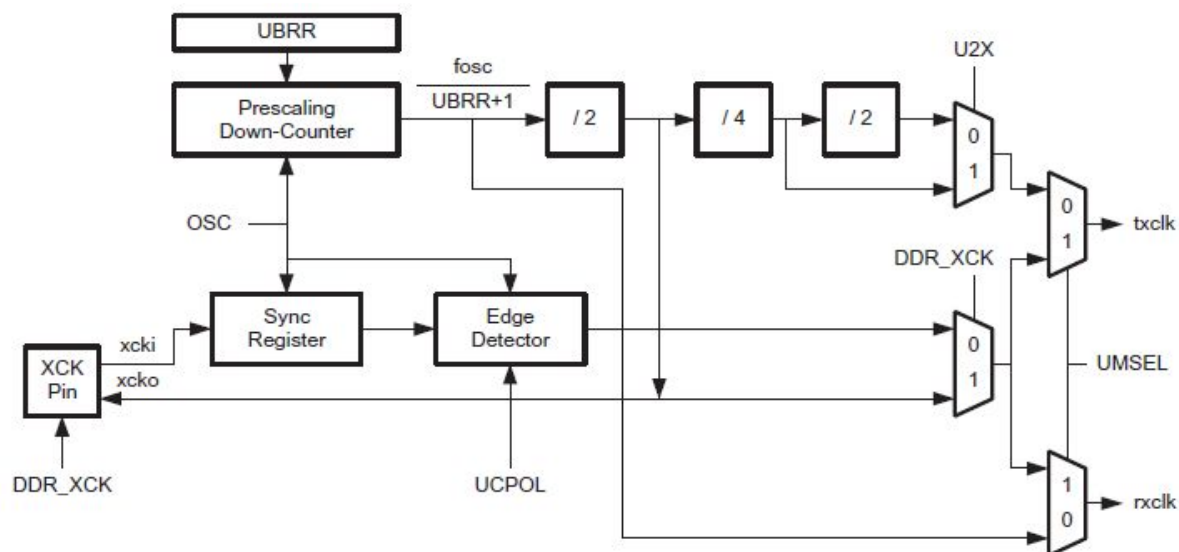 UBRR
fosc
UBRR+1
Prescaling
Down-Counter
/ 2
/ 4
/ 2
U2X
0
1
OSC
0
1
txclk
DDR_XCK
Sync
Register
Edge
Detector
0
1
xcki
XCK
Pin
xcko
UMSEL
DDR_XCK
UCPOL
1
0
rxclk